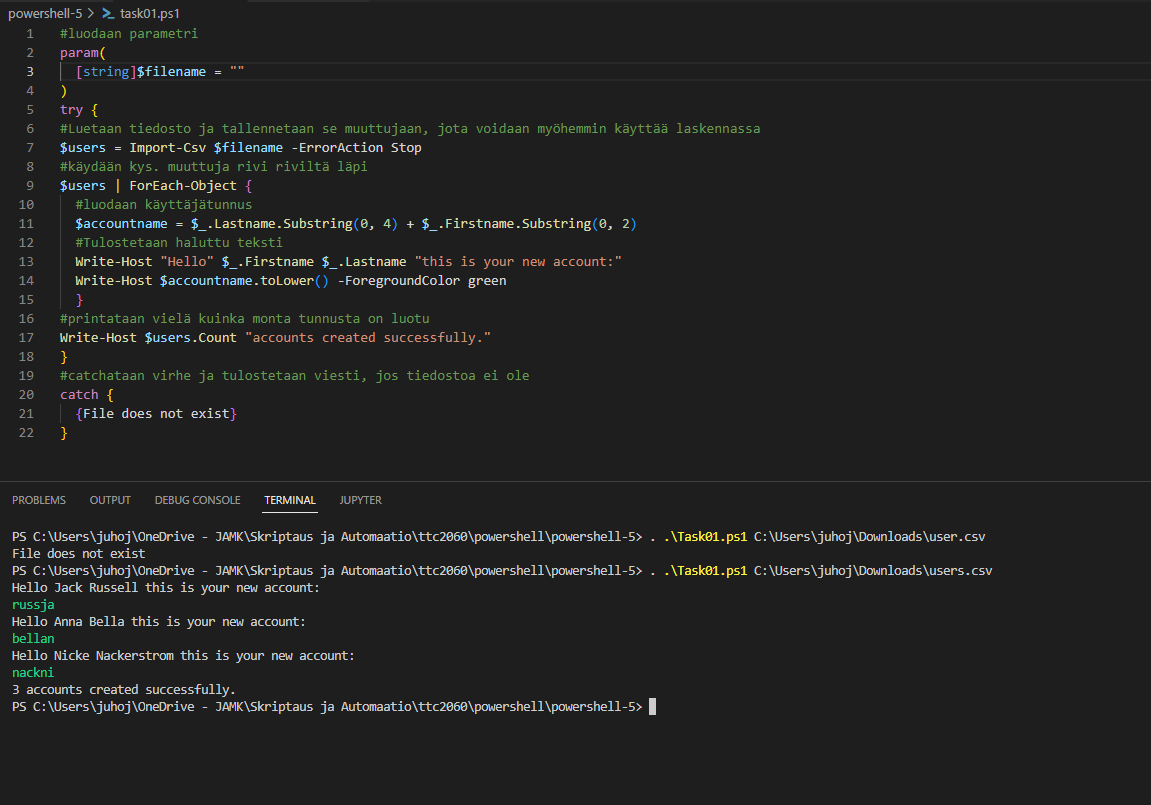 powershell-5 > task01.ps1
1 #luodaan parametri
2 param(
3 [string]$filename = ""
4 )
5 try {
6 #Luetaan tiedosto ja tallennetaan se muuttujaan, jota voidaan myöhemmin käyttää laskennassa
7 $users = Import-Csv $filename -ErrorAction Stop
8 #käydään kys. muuttuja rivi riviltä läpi
9 $users | ForEach-Object {
10 #luodaan käyttäjätunnus
11 $accountname = $_.Lastname.Substring(0, 4) + $_.Firstname.Substring(0, 2)
12 #Tulostetaan haluttu teksti
13 Write-Host "Hello" $_.Firstname $_.Lastname "this is your new account:"
14 Write-Host $accountname.toLower() -ForegroundColor green
15 }
16 #printataan vielä kuinka monta tunnusta on luotu
17 Write-Host $users.Count "accounts created successfully."
18 }
19 #catchataan virhe ja tulostetaan viesti, jos tiedostoa ei ole
20 catch {
21 {File does not exist}
22 }
PROBLEMS OUTPUT DEBUG CONSOLE TERMINAL JUPYTER
PS C:\Users\juhoj\OneDrive - JAMK\Skriptaus ja Automaatio\ttc2060\powershell\powershell-5> . .\Task01.ps1 C:\Users\juhoj\Downloads\user.csv
File does not exist
PS C:\Users\juhoj\OneDrive - JAMK\Skriptaus ja Automaatio\ttc2060\powershell\powershell-5> . .\Task01.ps1 C:\Users\juhoj\Downloads\users.csv
Hello Jack Russell this is your new account:
russja
Hello Anna Bella this is your new account:
bellan
Hello Nicke Nackerstrom this is your new account:
nackni
3 accounts created successfully.
PS C:\Users\juhoj\OneDrive - JAMK\Skriptaus ja Automaatio\ttc2060\powershell\powershell-5>